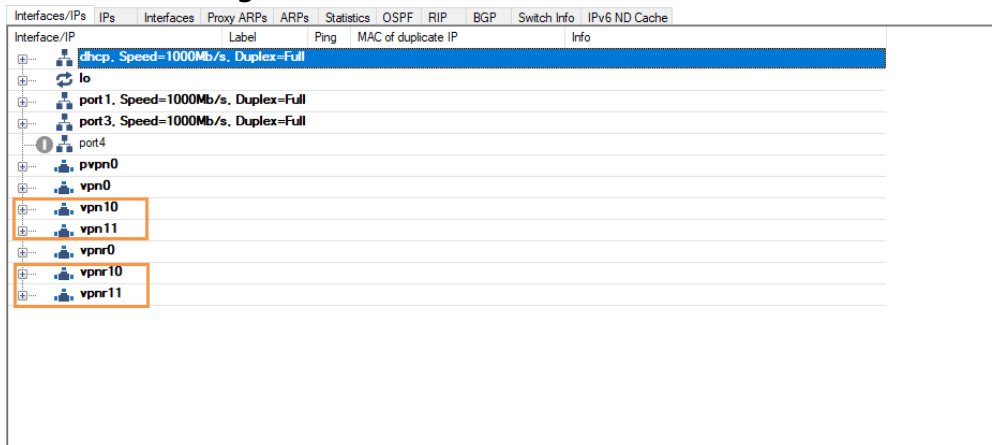 Interfaces/IPs IPs Interfaces Proxy ARPs ARPs Statistics OSPF RIP BGP Switch Info IPv6 ND Cache
Interface/IP Label Ping MAC of duplicate IP Info
dhcp, Speed=1000Mb/s, Duplex=Full
lo
port1, Speed=1000Mb/s, Duplex=Full
port3, Speed=1000Mb/s, Duplex=Full
port4
pvpn0
vpn0
vpn10
vpn11
vpnr0
vpnr10
vpnr11